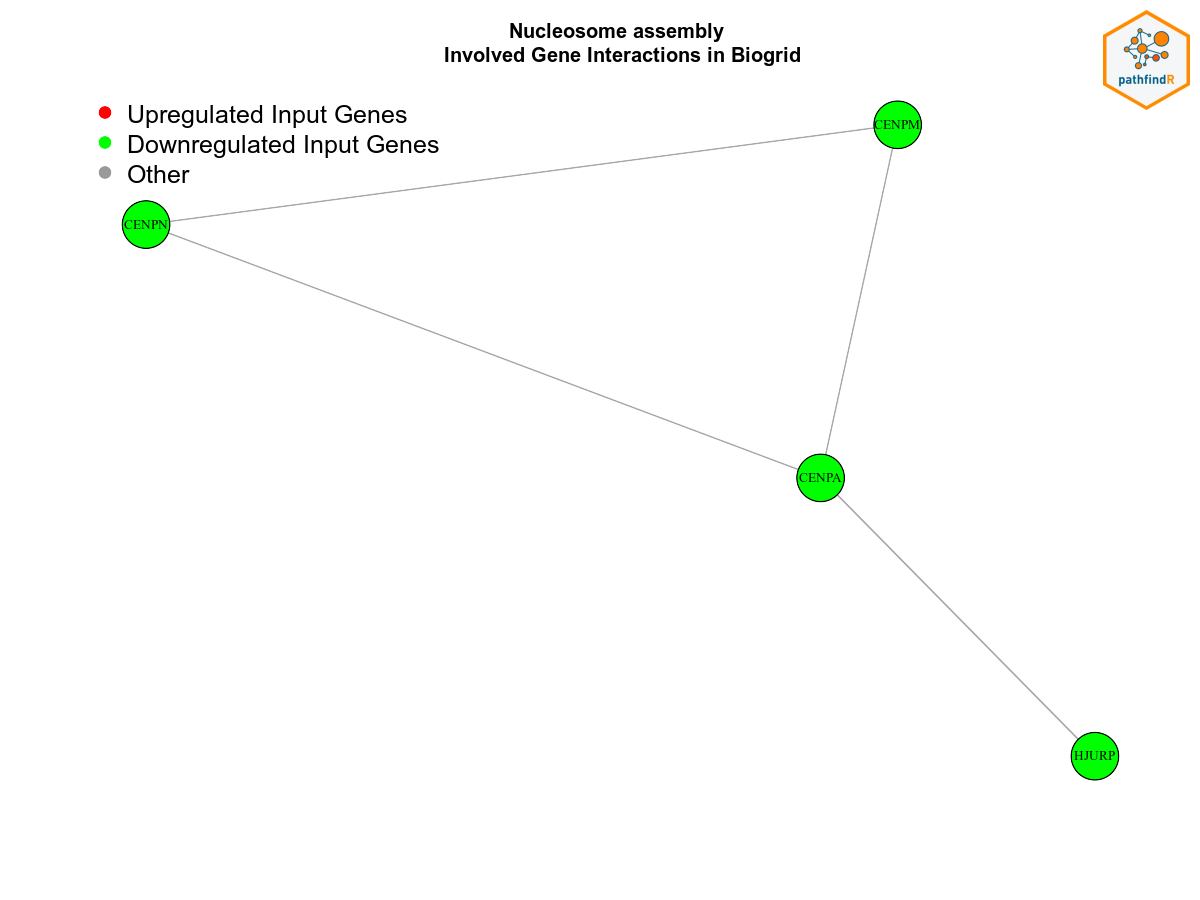 Nucleosome assembly
Involved Gene Interactions in Biogrid
pathfindR
Upregulated Input Genes
Downregulated Input Genes
Other
CENPM
CENPN
CENPA
HJURP